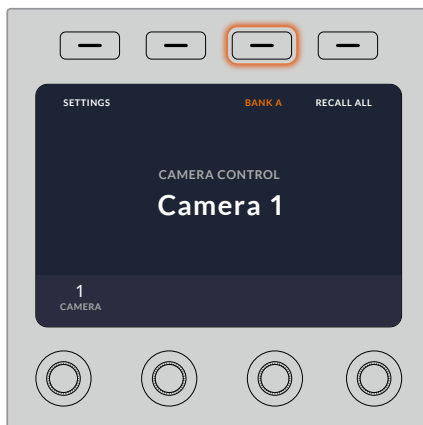 SETTINGS BANK A RECALL ALL
CAMERA CONTROL
Camera 1
1
CAMERA